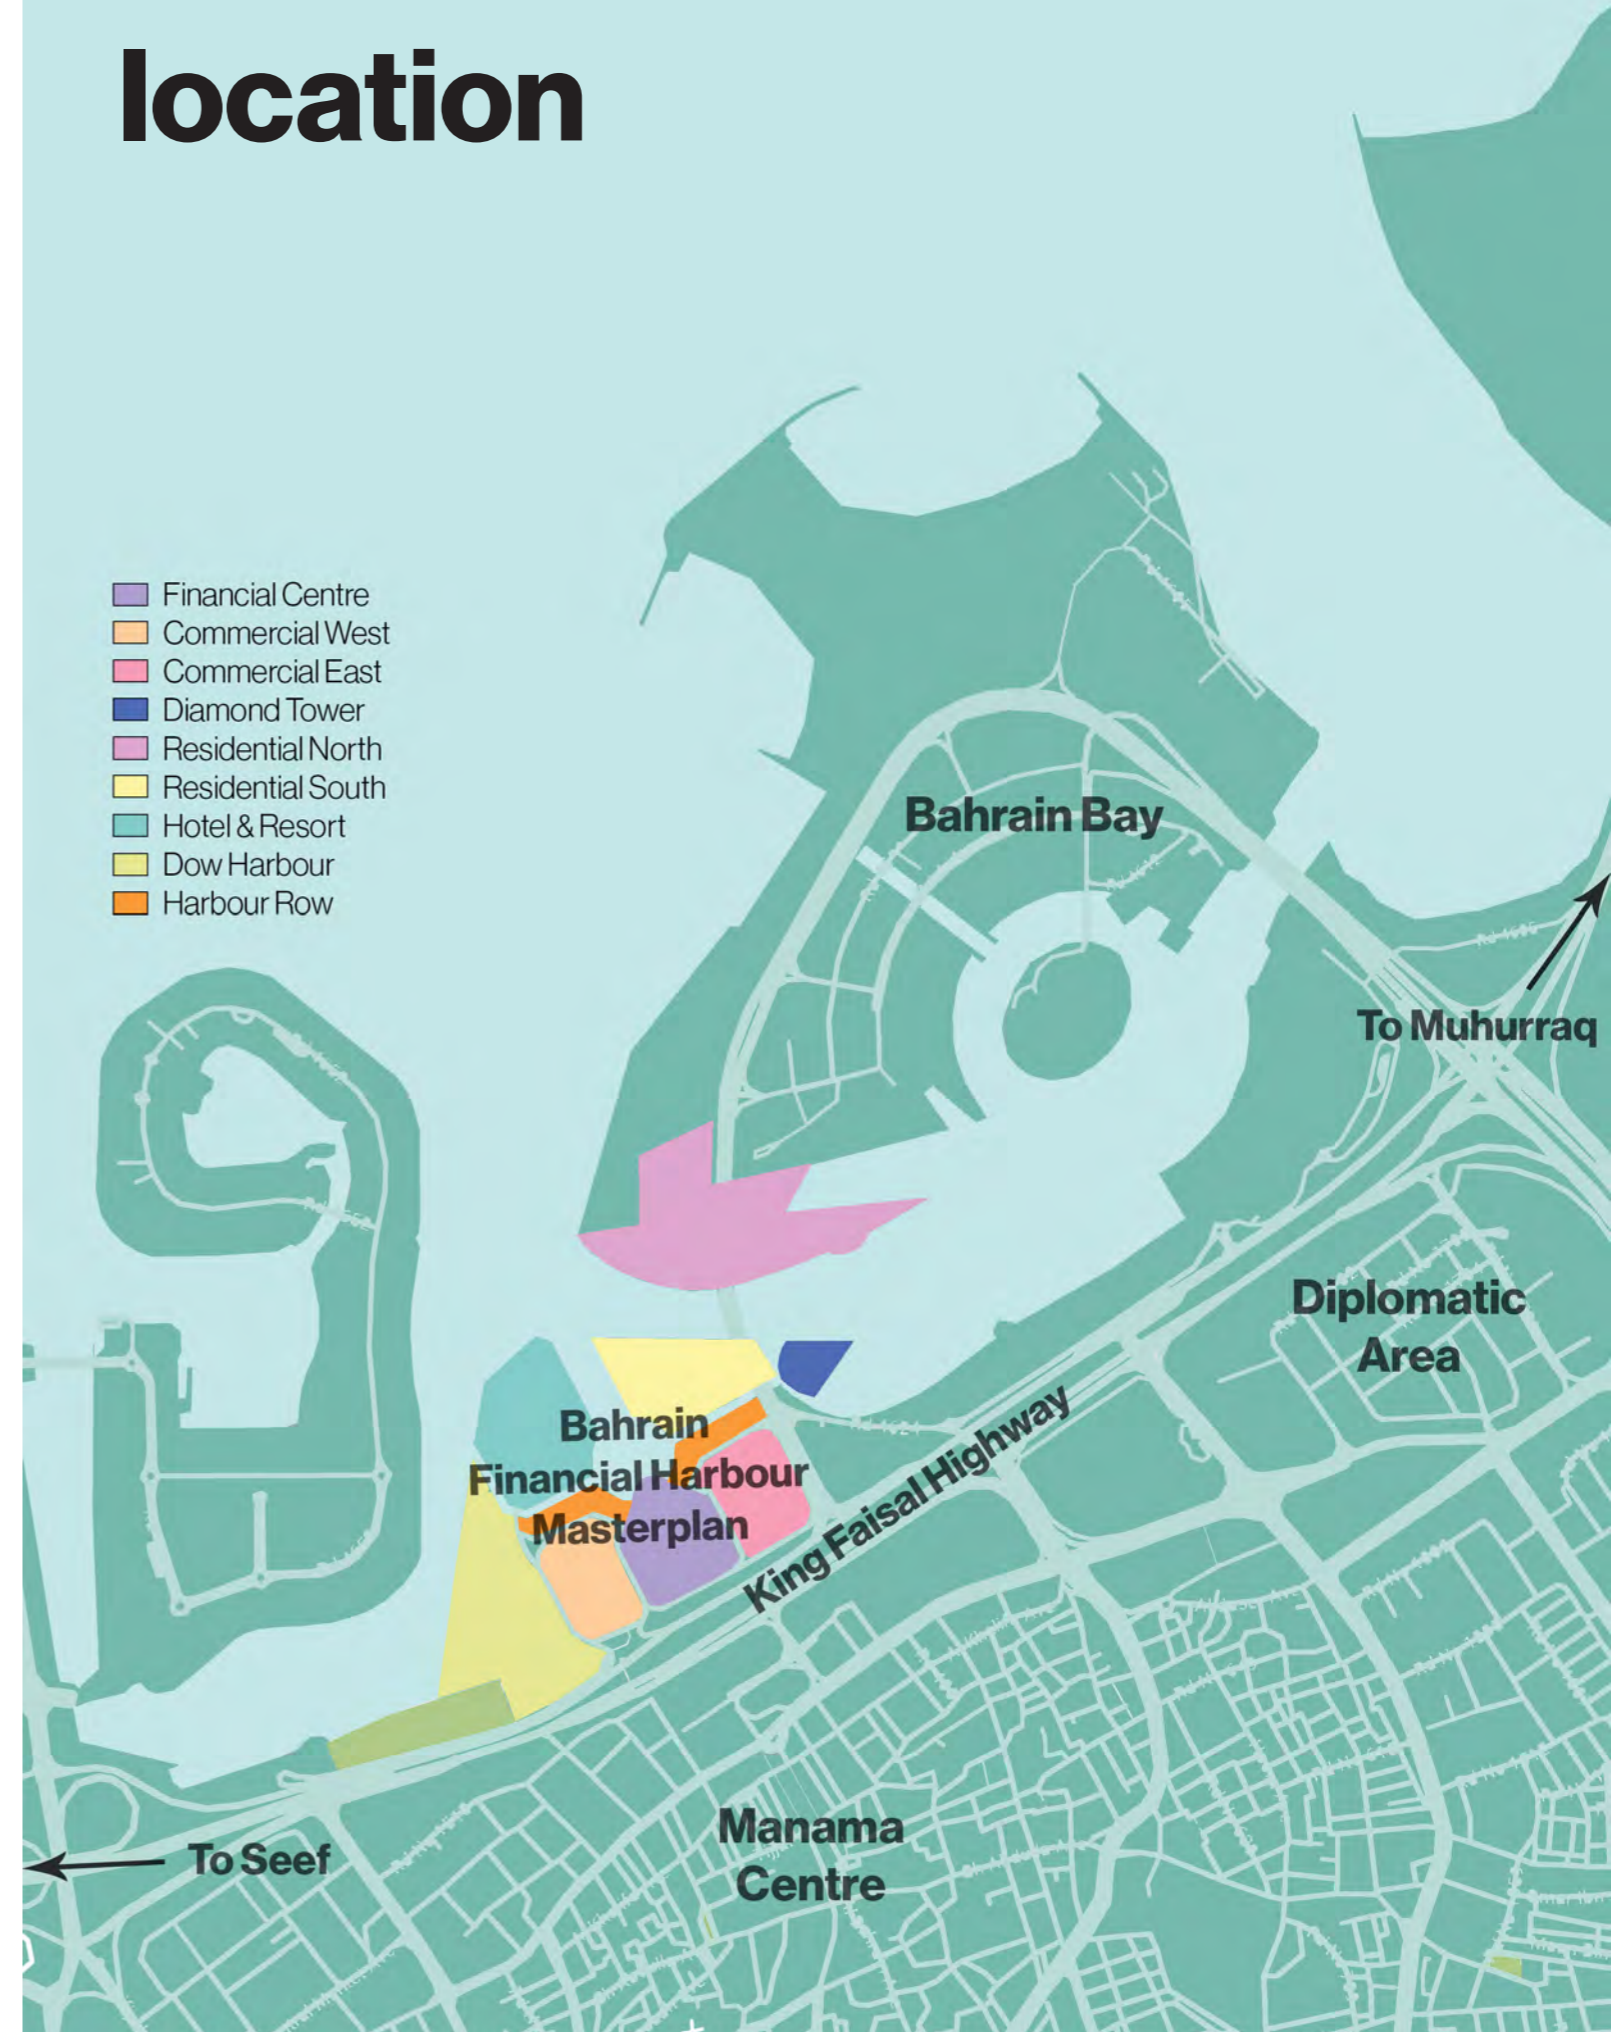 location
Financial Centre
Commercial West
Commercial East
Diamond Tower
Residential North
Residential South
Hotel & Resort
Dow Harbour
Harbour Row
Bahrain Bay
To Muhurraq
Diplomatic
Area
Bahrain
Financial Harbour
Masterplan
King Faisal Highway
Manama
Centre
To Seef